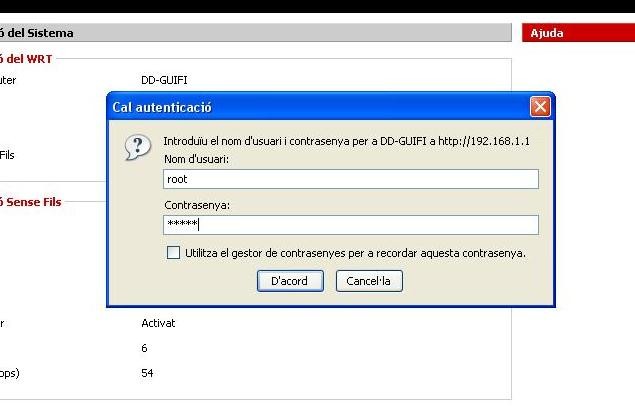 ó del Sistema
Ajuda
ó del WRT
uter
DD-GUIFI
Cal autenticació
Introduïu el nom d'usuari i contrasenya per a DD-GUIFI a http://192.168.1.1
Nom d'usuari:
root
Fils
Contrasenya:
ó Sense Fils
*****
Utilitza el gestor de contrasenyes per a recordar aquesta contrasenya.
D'acord
Cancel·la
r
Activat
6
ops)
54